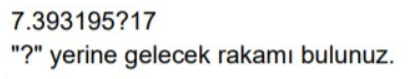 7.393195?17
"?" yerine gelecek rakamı bulunuz.